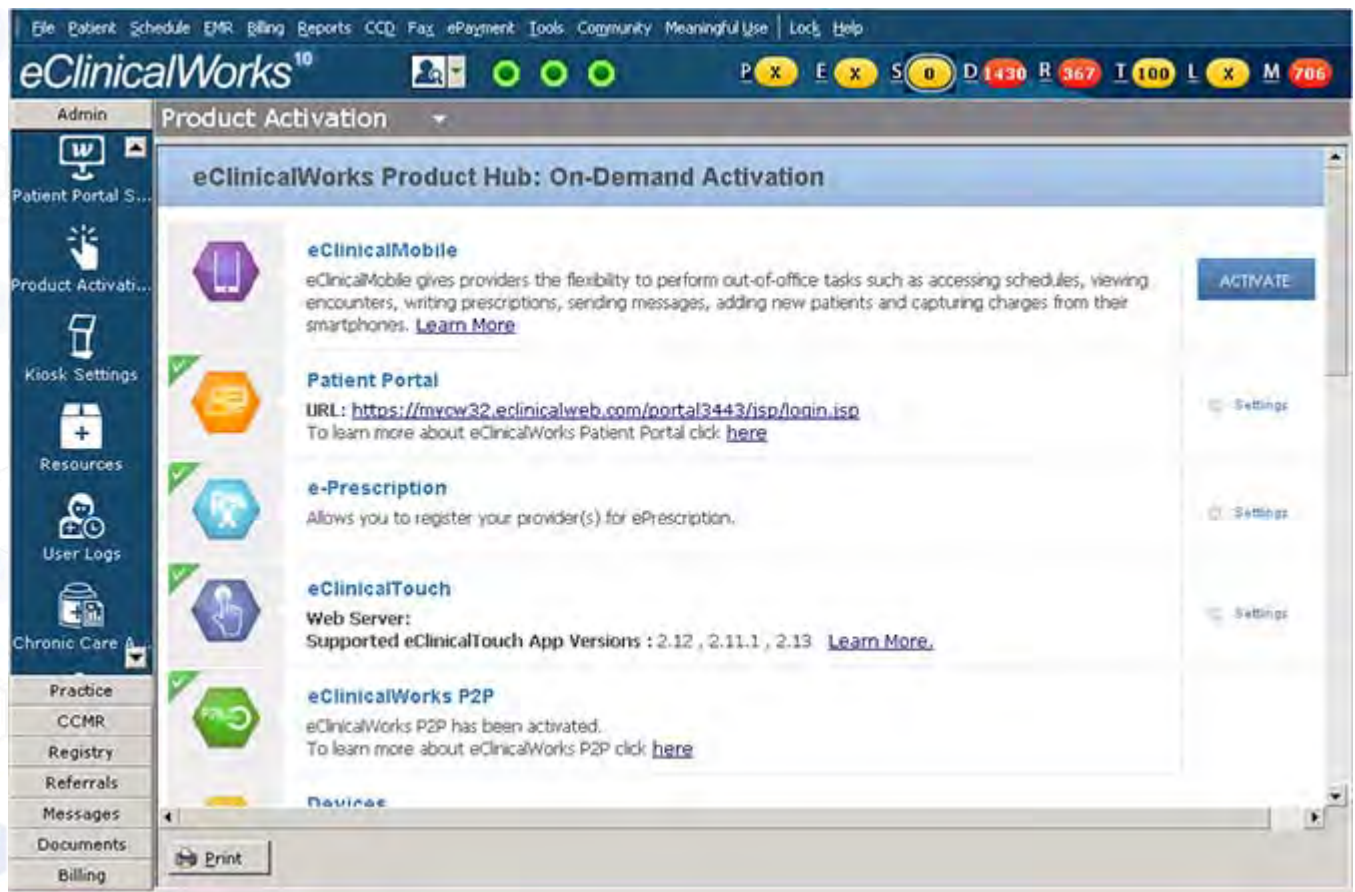 File Patient Schedule EMR Billing Reports CCD Fax ePayment Tools Community Meaningful Use Lock Help
eClinicalWorks 10
P X E X S 0 D 1430 R 367 T 100 L X M 706
Admin
Product Activation
Patient Portal S...
Product Activati...
Kiosk Settings
Resources
User Logs
Chronic Care A...
Practice
CCMR
Registry
Referrals
Messages
Documents
Billing
eClinicalWorks Product Hub: On-Demand Activation
eClinicalMobile
eClinicalMobile gives providers the flexibility to perform out-of-office tasks such as accessing schedules, viewing
encounters, writing prescriptions, sending messages, adding new patients and capturing charges from their
smartphones. Learn More
ACTIVATE
Patient Portal
URL: https://mycw32.eclinicalweb.com/portal3443/jsp/login.jsp
To learn more about eClinicalWorks Patient Portal click here
Settings
e-Prescription
Allows you to register your provider(s) for ePrescription.
Settings
eClinicalTouch
Web Server:
Supported eClinicalTouch App Versions : 2.12 , 2.11.1 , 2.13 Learn More.
Settings
eClinicalWorks P2P
eClinicalWorks P2P has been activated.
To learn more about eClinicalWorks P2P click here
Devices
Print